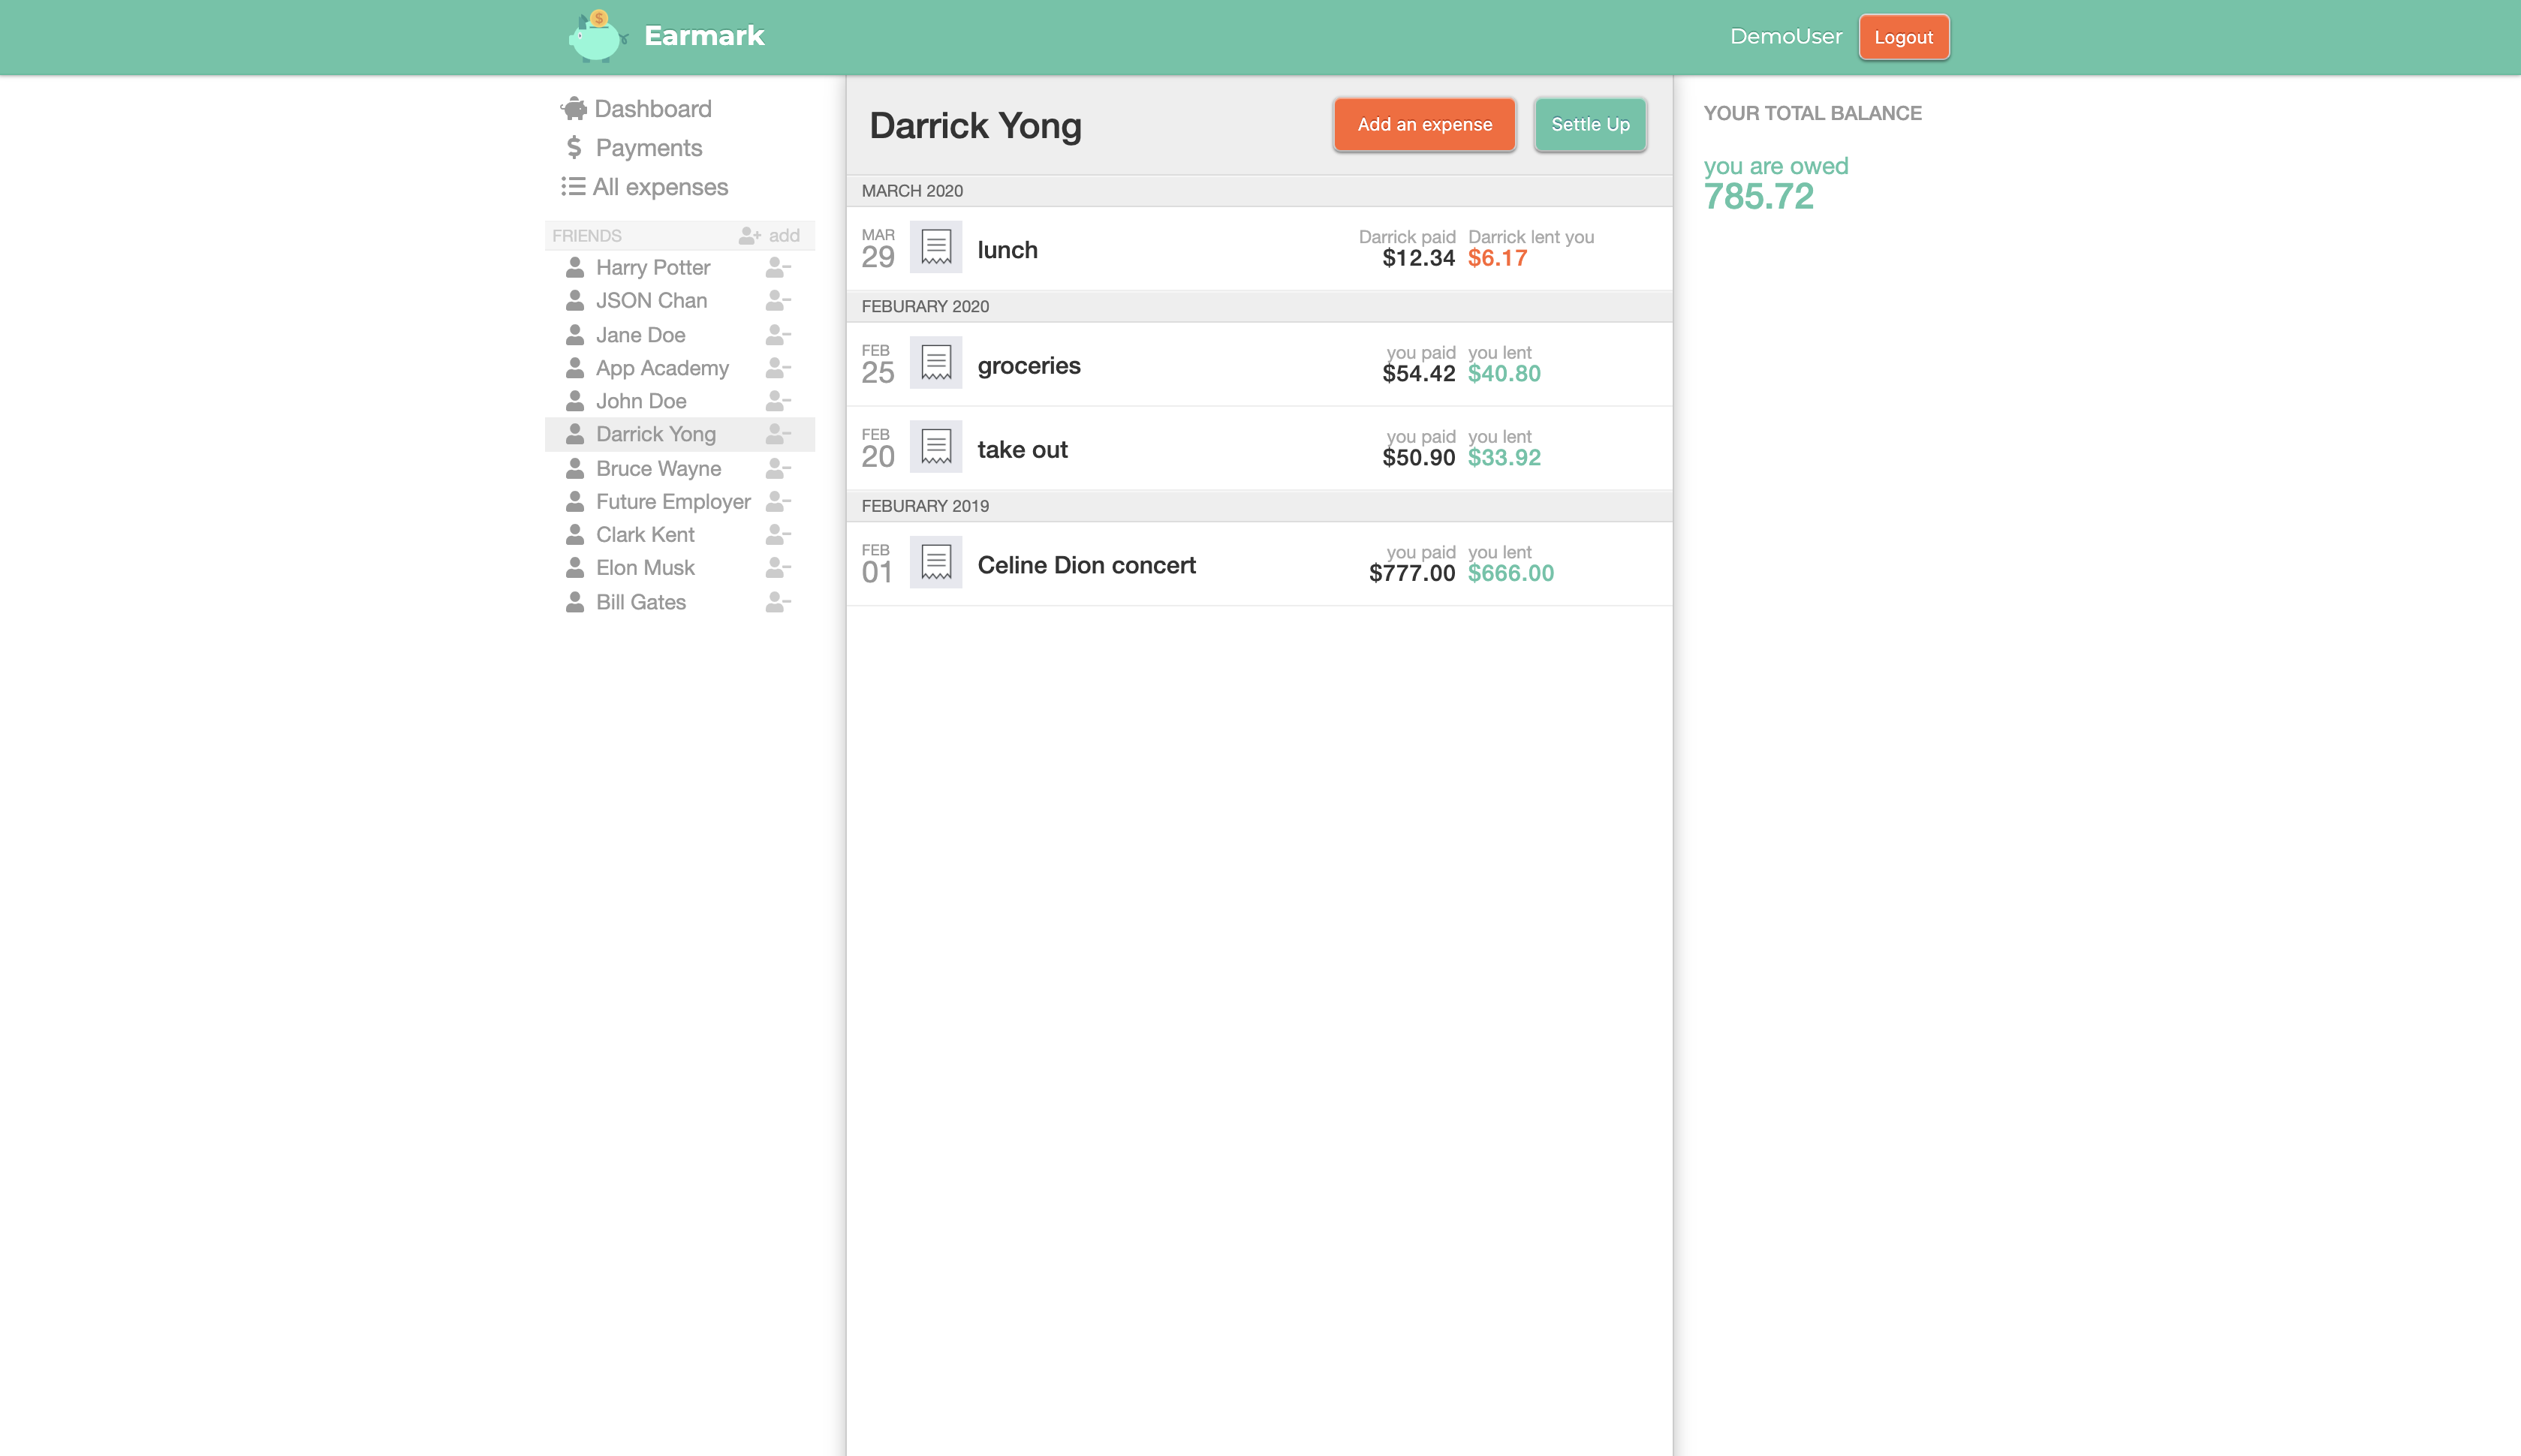 Earmark
DemoUser
Logout
Dashboard
Payments
All expenses
FRIENDS
add
Harry Potter
JSON Chan
Jane Doe
App Academy
John Doe
Darrick Yong
Bruce Wayne
Future Employer
Clark Kent
Elon Musk
Bill Gates
Darrick Yong
Add an expense
Settle Up
MARCH 2020
MAR
29
lunch
Darrick paid
$12.34
Darrick lent you
$6.17
FEBURARY 2020
FEB
25
groceries
you paid
$54.42
you lent
$40.80
FEB
20
take out
you paid
$50.90
you lent
$33.92
FEBURARY 2019
FEB
01
Celine Dion concert
you paid
$777.00
you lent
$666.00
YOUR TOTAL BALANCE
you are owed
785.72